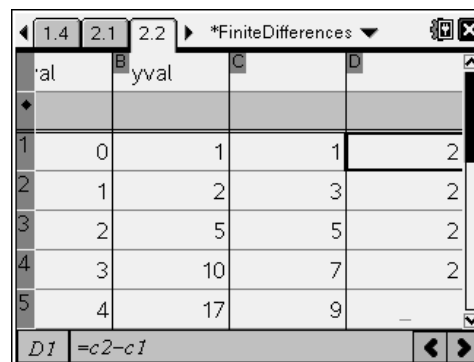 1.4 2.1 2.2 *FiniteDifferences
val B yval C D
1 0 1 1 2
2 1 2 3 2
3 2 5 5 2
4 3 10 7 2
5 4 17 9 _
D1 =c2-c1